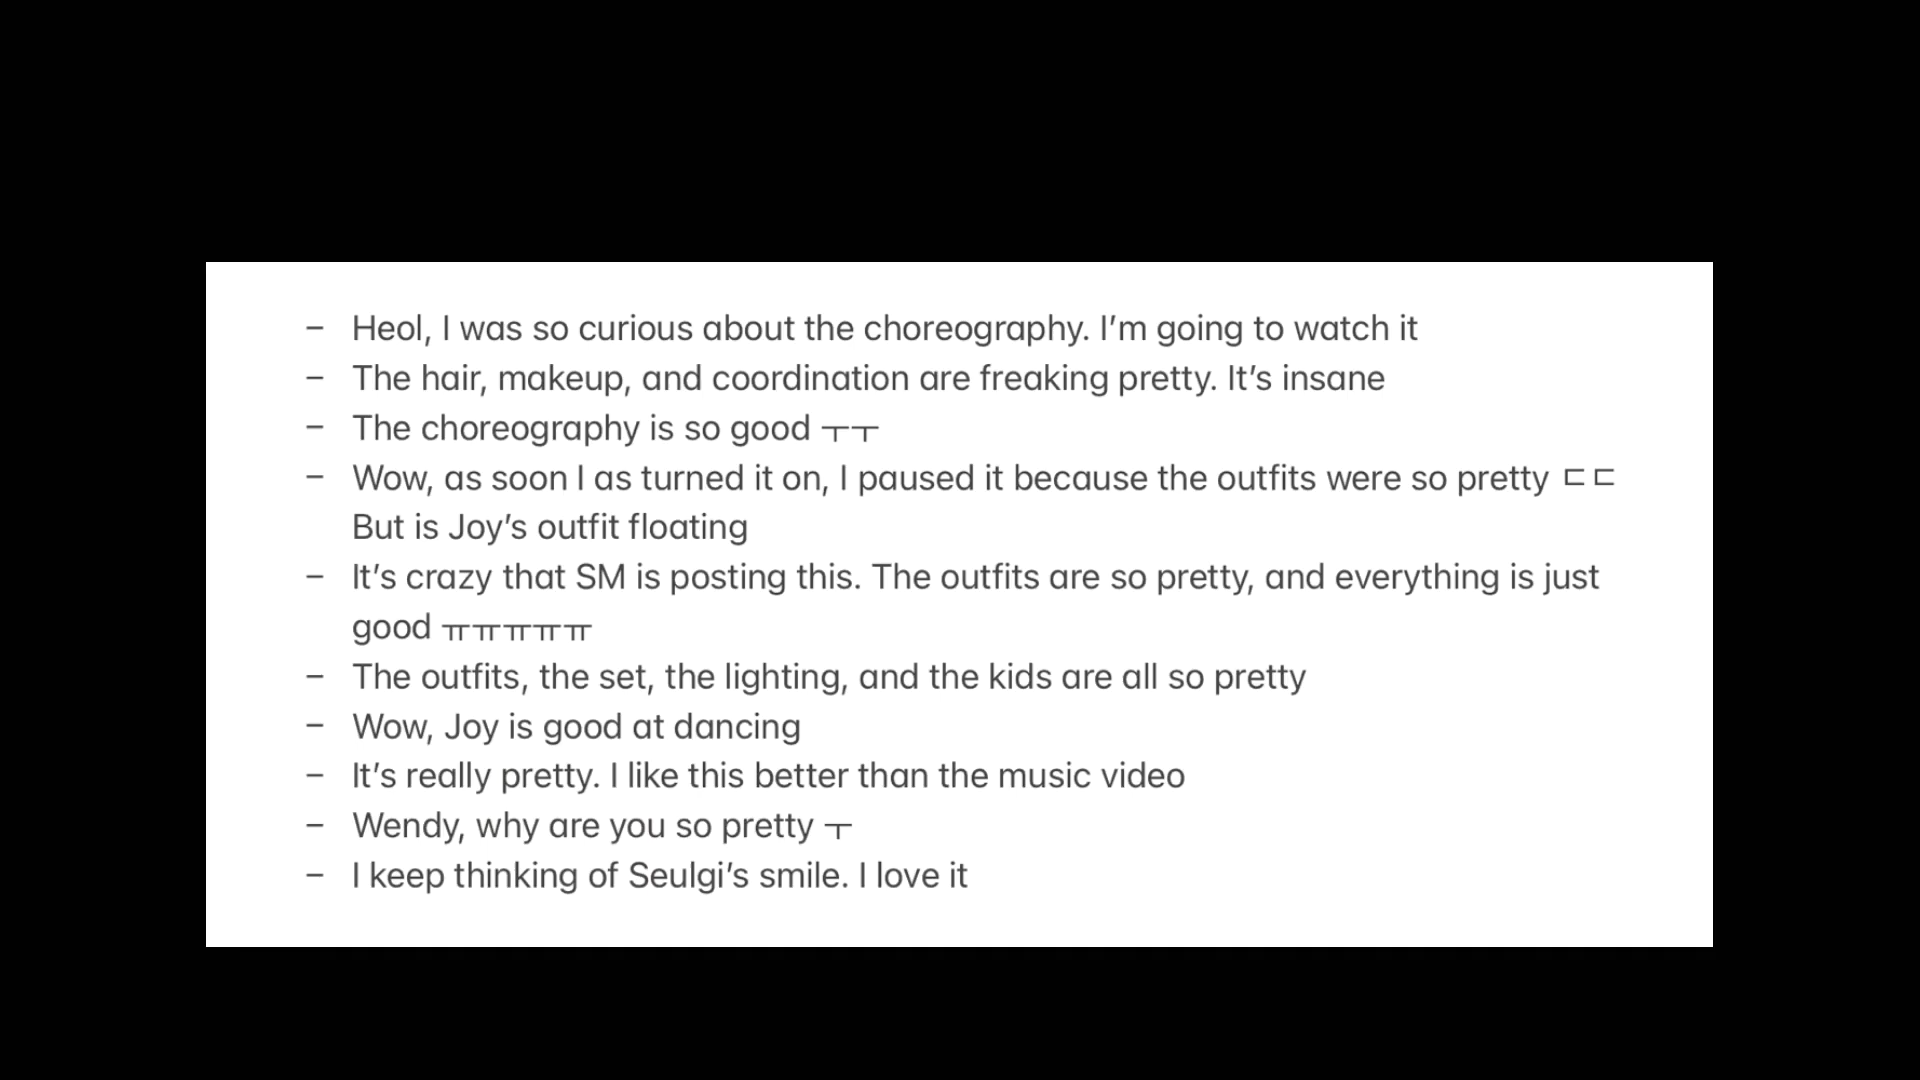 – Heol, I was so curious about the choreography. I’m going to watch it
– The hair, makeup, and coordination are freaking pretty. It’s insane
– The choreography is so good ㅜㅜ
– Wow, as soon I as turned it on, I paused it because the outfits were so pretty ㄷㄷ
But is Joy’s outfit floating
– It’s crazy that SM is posting this. The outfits are so pretty, and everything is just
good ㅠㅠㅠㅠㅠ
– The outfits, the set, the lighting, and the kids are all so pretty
– Wow, Joy is good at dancing
– It’s really pretty. I like this better than the music video
– Wendy, why are you so pretty ㅜ
– I keep thinking of Seulgi’s smile. I love it